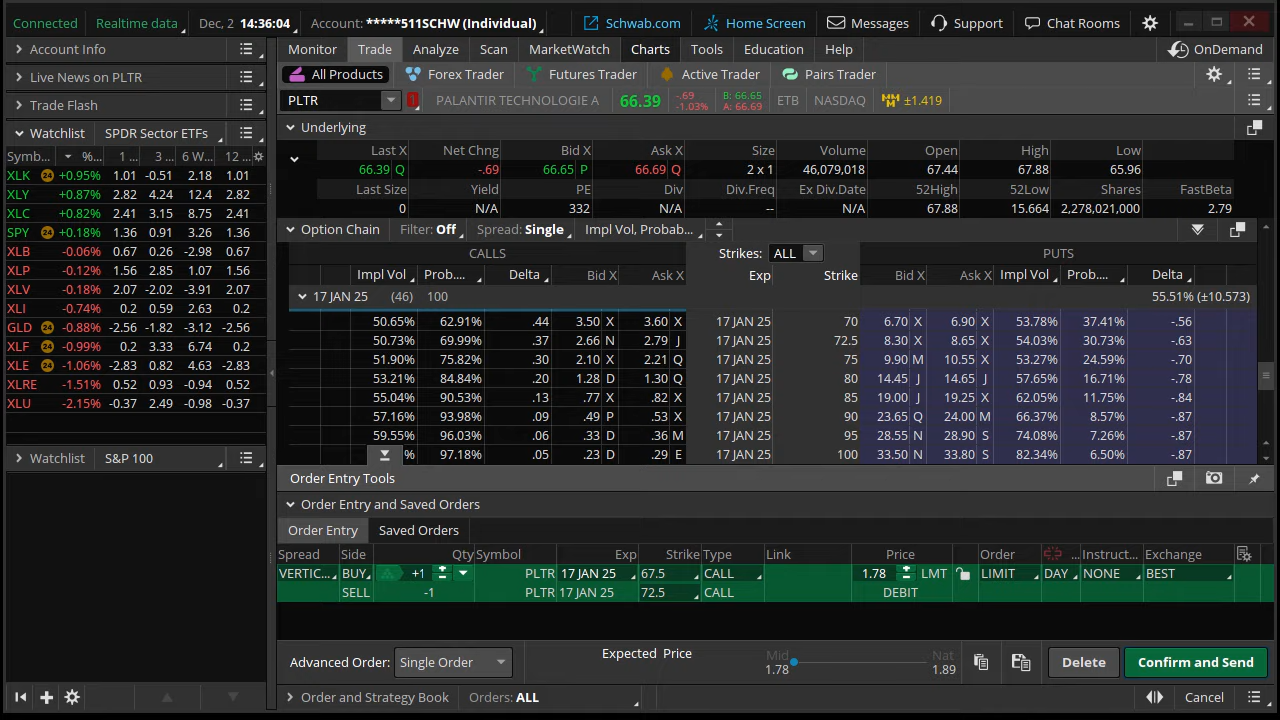 Connected Realtime data Dec, 2 14:36:04 Account: *****511SCHW (Individual) Schwab.com Home Screen Messages Support Chat Rooms
Account Info
Live News on PLTR
Trade Flash
Watchlist SPDR Sector ETFs
Symb... %... 1 ... 3 ... 6 W... 12 ...
XLK 24 +0.95% 1.01 -0.51 2.18 1.01
XLY +0.87% 2.82 4.24 12.4 2.82
XLC +0.82% 2.41 3.15 8.75 2.41
SPY 24 +0.18% 1.36 0.91 3.26 1.36
XLB -0.06% 0.67 0.26 -2.98 0.67
XLP -0.12% 1.56 2.85 1.07 1.56
XLV -0.18% 2.07 -2.02 -3.91 2.07
XLI -0.74% 0.2 0.59 2.63 0.2
GLD 24 -0.88% -2.56 -1.82 -3.12 -2.56
XLF 24 -0.99% 0.2 3.33 6.74 0.2
XLE 24 -1.06% -2.83 0.82 4.63 -2.83
XLRE -1.51% 0.52 0.93 -0.94 0.52
XLU -2.15% -0.37 2.49 -0.98 -0.37
Watchlist S&P 100
Monitor Trade Analyze Scan MarketWatch Charts Tools Education Help OnDemand
All Products Forex Trader Futures Trader Active Trader Pairs Trader
PLTR 1 PALANTIR TECHNOLOGIE A 66.39 -.69 -1.03% B: 66.65 A: 66.69 ETB NASDAQ ±1.419
Underlying
Last X Net Chng Bid X Ask X Size Volume Open High Low
66.39 Q -.69 66.65 P 66.69 Q 2 x 1 46,079,018 67.44 67.88 65.96
Last Size Yield PE Div Div.Freq Ex Div.Date 52High 52Low Shares FastBeta
0 N/A 332 N/A -- N/A 67.88 15.664 2,278,021,000 2.79
Option Chain Filter: Off Spread: Single Impl Vol, Probab...
CALLS Strikes: ALL PUTS
Impl Vol Prob.... Delta Bid X Ask X Exp Strike Bid X Ask X Impl Vol Prob.... Delta
17 JAN 25 (46) 100 55.51% (±10.573)
50.65% 62.91% .44 3.50 X 3.60 X 17 JAN 25 70 6.70 X 6.90 X 53.78% 37.41% -.56
50.73% 69.99% .37 2.66 N 2.79 J 17 JAN 25 72.5 8.30 X 8.65 X 54.03% 30.73% -.63
51.90% 75.82% .30 2.10 X 2.21 Q 17 JAN 25 75 9.90 M 10.55 X 53.27% 24.59% -.70
53.21% 84.84% .20 1.28 D 1.30 Q 17 JAN 25 80 14.45 J 14.65 J 57.65% 16.71% -.78
55.04% 90.53% .13 .77 X .82 X 17 JAN 25 85 19.00 J 19.25 X 62.05% 11.75% -.84
57.16% 93.98% .09 .49 P .53 X 17 JAN 25 90 23.65 Q 24.00 M 66.37% 8.57% -.87
59.55% 96.03% .06 .33 D .36 M 17 JAN 25 95 28.55 N 28.90 S 74.08% 7.26% -.87
% 97.18% .05 .23 D .29 E 17 JAN 25 100 33.50 N 33.80 S 82.34% 6.50% -.87
Order Entry Tools
Order Entry and Saved Orders
Order Entry Saved Orders
Spread Side Qty Symbol Exp Strike Type Link Price Order ... Instruct... Exchange
VERTIC... BUY +1 PLTR 17 JAN 25 67.5 CALL 1.78 LMT LIMIT DAY NONE BEST
SELL -1 PLTR 17 JAN 25 72.5 CALL DEBIT
Advanced Order: Single Order Expected Price Mid 1.78 Nat 1.89 Delete Confirm and Send
Order and Strategy Book Orders: ALL Cancel